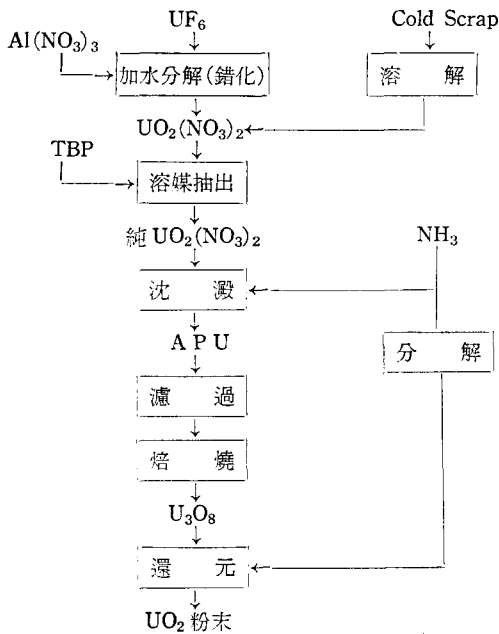 UF₆
Cold Scrap
Al(NO₃)₃
加水分解(錯化)
溶 解
UO₂(NO₃)₂
TBP
溶媒抽出
純 UO₂(NO₃)₂
NH₃
沈 澱
A P U
分 解
濾 過
焙 燒
U₃O₈
還 元
UO₂ 粉末